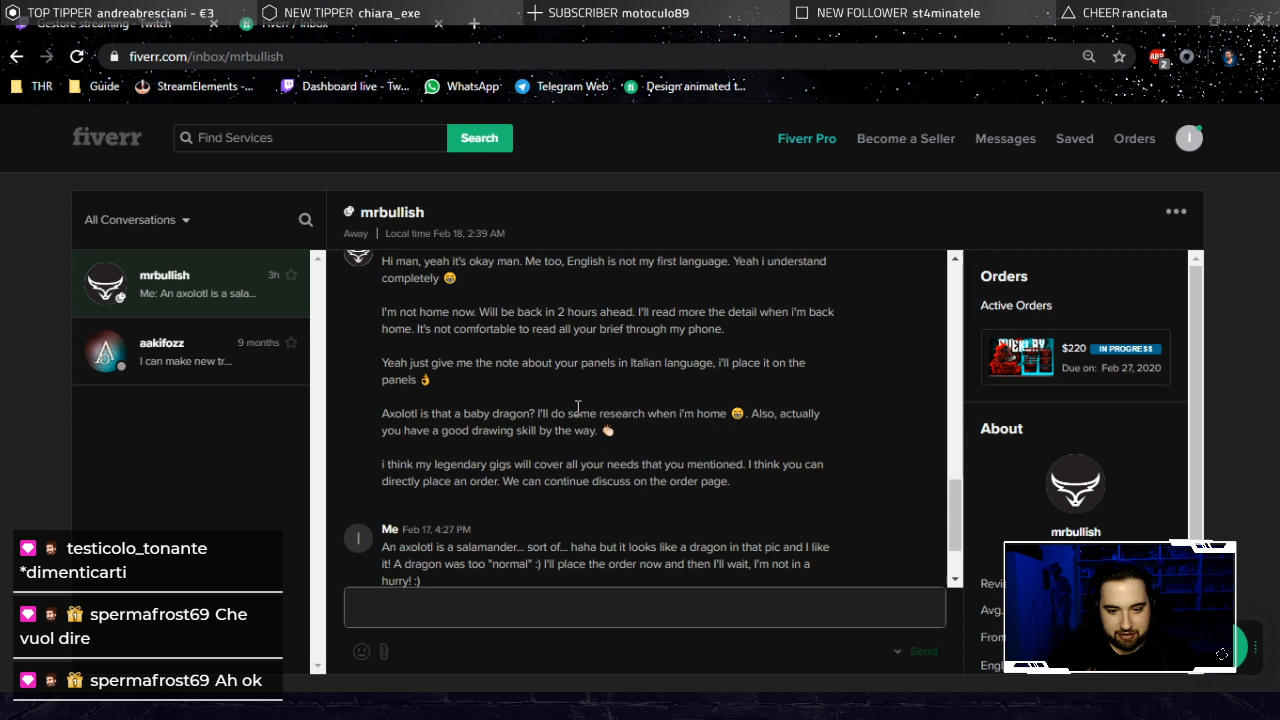 TOP TIPPER andreabresciani - €3
NEW TIPPER chiara_exe
SUBSCRIBER motoculo89
NEW FOLLOWER st4minatele
CHEER ranciata
Gestore streaming - Twitch
Fiverr / Inbox
fiverr.com/inbox/mrbullish
ABP
2
THR
Guide
StreamElements -...
Dashboard live - Tw...
WhatsApp
Telegram Web
Design animated t...
fiverr
Find Services
Search
Fiverr Pro
Become a Seller
Messages
Saved
Orders
I
All Conversations
mrbullish
Away | Local time Feb 18, 2:39 AM
mrbullish
3h
Me: An axolotl is a sala...
aakifozz
9 months
I can make new tr...
Hi man, yeah it's okay man. Me too, English is not my first language. Yeah i understand
completely 😁
I'm not home now. Will be back in 2 hours ahead. I'll read more the detail when i'm back
home. It's not comfortable to read all your brief through my phone.
Yeah just give me the note about your panels in Italian language, i'll place it on the
panels 👌
Axolotl is that a baby dragon? I'll do some research when i'm home 😁 . Also, actually
you have a good drawing skill by the way. 👏
i think my legendary gigs will cover all your needs that you mentioned. I think you can
directly place an order. We can continue discuss on the order page.
I
Me Feb 17, 4:27 PM
An axolotl is a salamander... sort of... haha but it looks like a dragon in that pic and I like
it! A dragon was too "normal" :) I'll place the order now and then I'll wait, I'm not in a
hurry! :)
Send
Orders
Active Orders
$220 IN PROGRESS
Due on: Feb 27, 2020
About
mrbullish
Avg.
Engl
testicolo_tonante
*dimenticarti
spermafrost69 Che
vuol dire
spermafrost69 Ah ok